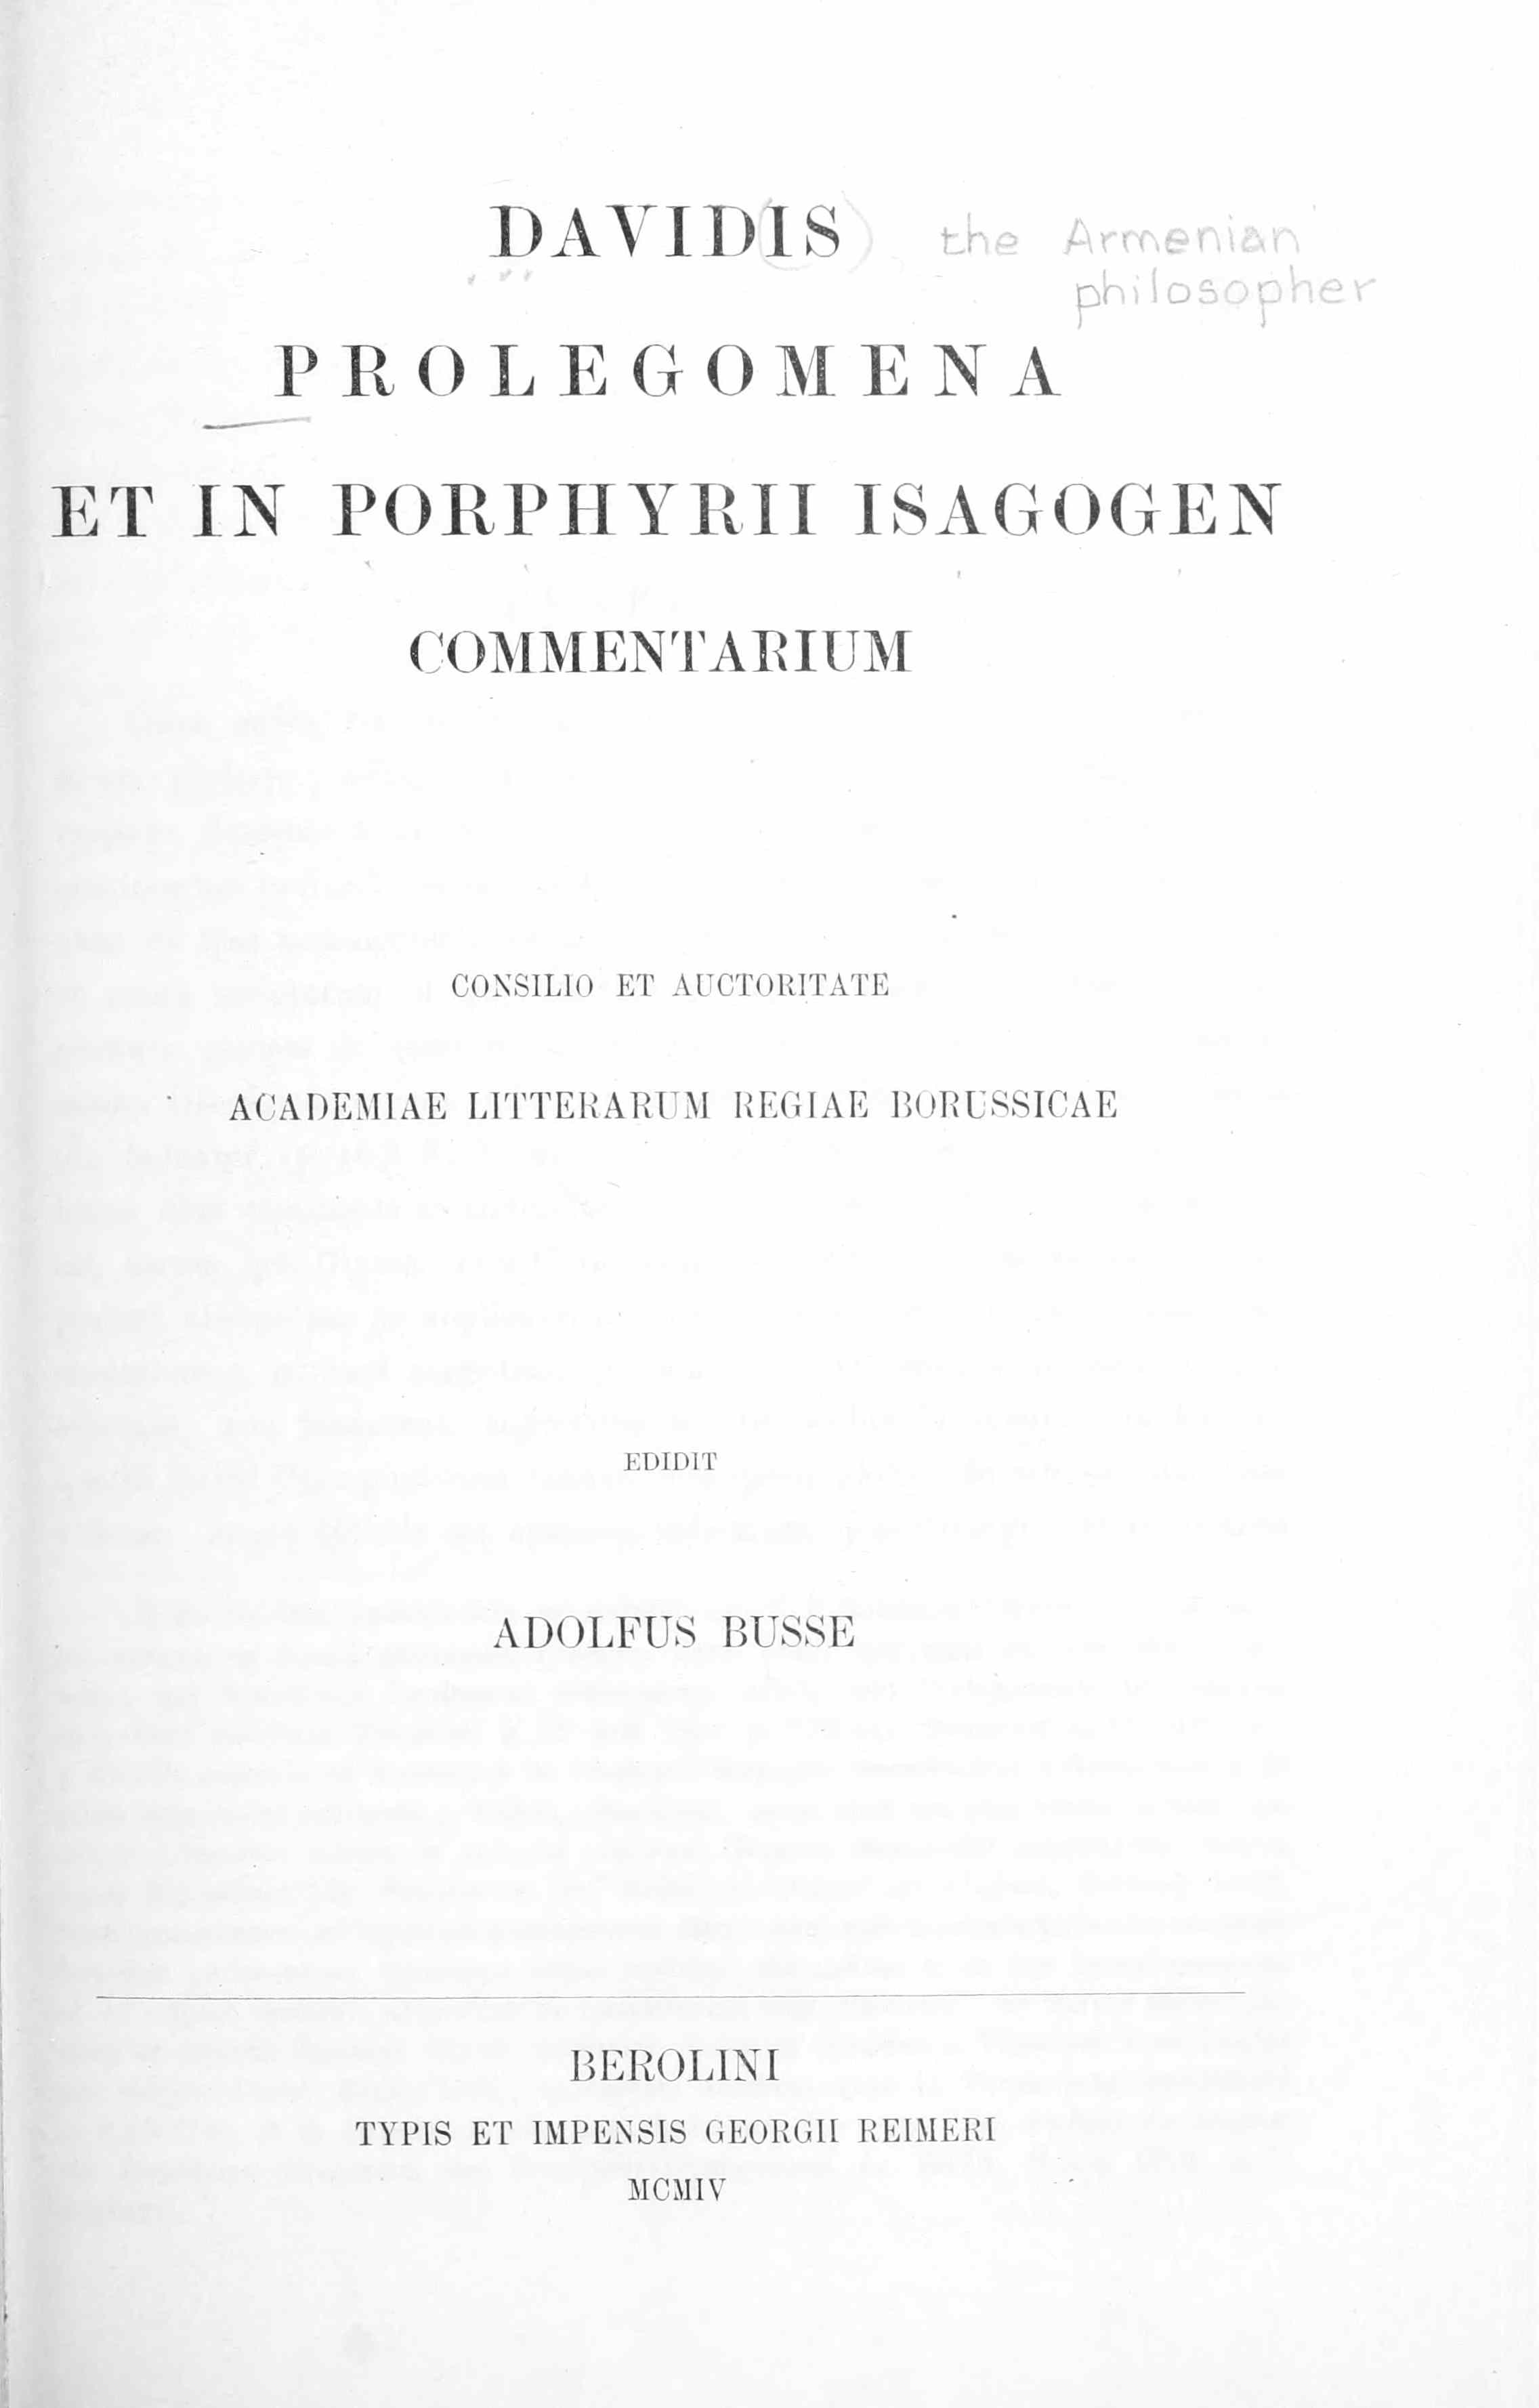 DAVIDIS the Armenian
philosopher
PROLEGOMENA
ET IN PORPHYRII ISAGOGEN
COMMENTARIUM
CONSILIO ET AUCTORITATE
ACADEMIAE LITTERARUM REGIAE BORUSSICAE
EDIDIT
ADOLFUS BUSSE
BEROLINI
TYPIS ET IMPENSIS GEORGII REIMERI
MCMIV